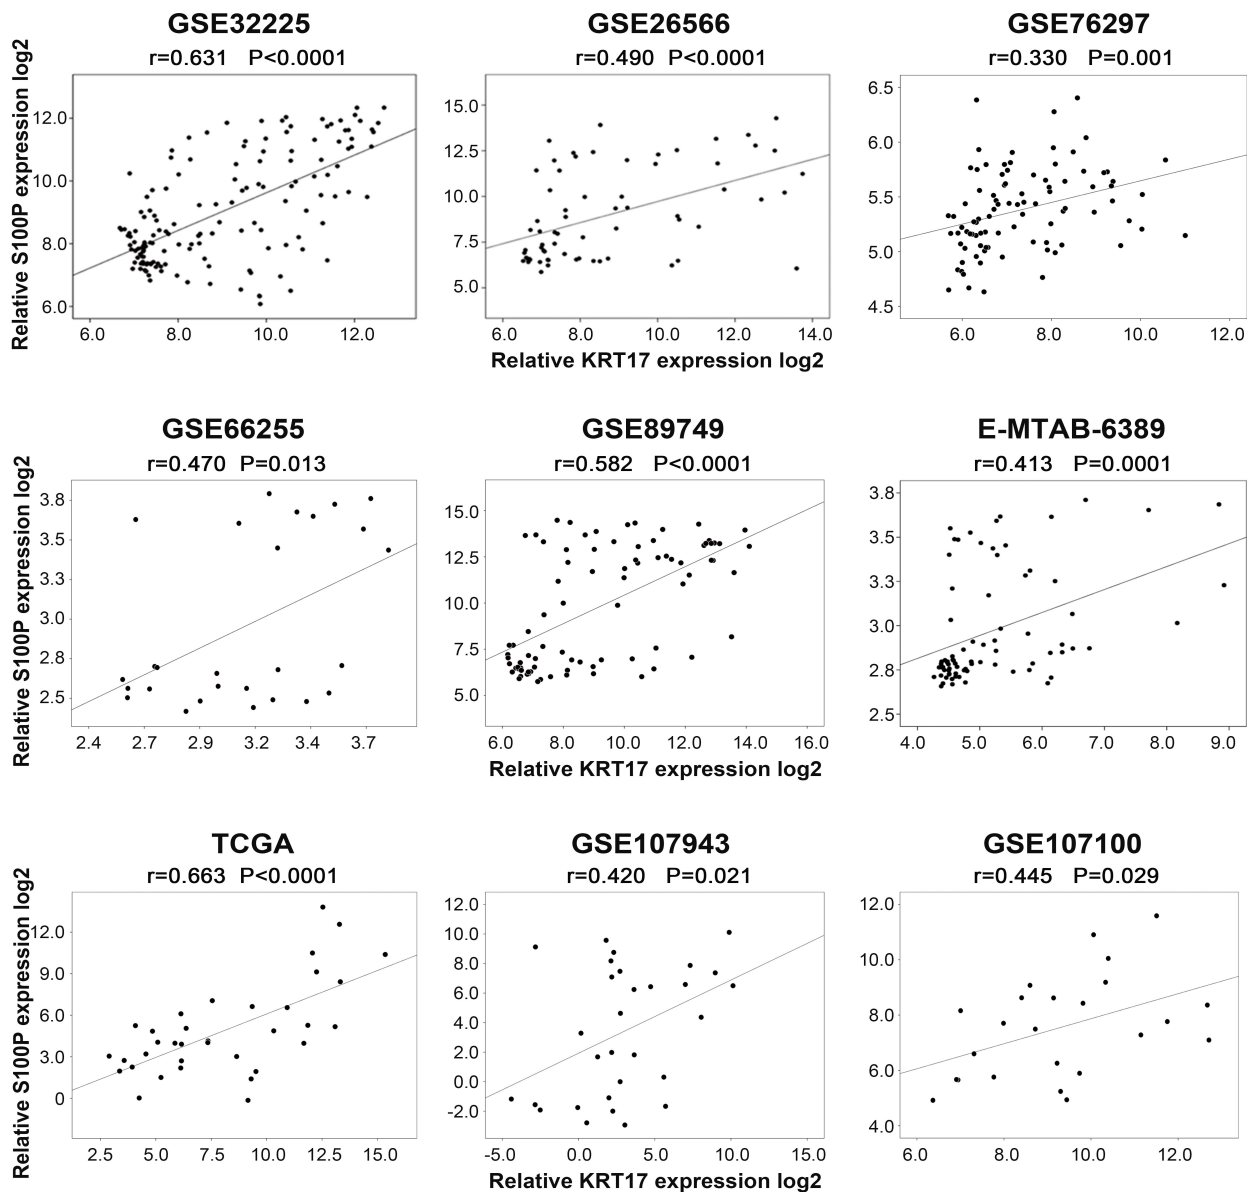 GSE32225
r=0.631 P<0.0001
Relative S100P expression log2
12.0
10.0
8.0
6.0
6.0 8.0 10.0 12.0
GSE26566
r=0.490 P<0.0001
15.0
12.5
10.0
7.5
5.0
6.0 8.0 10.0 12.0 14.0
Relative KRT17 expression log2
GSE76297
r=0.330 P=0.001
6.5
6.0
5.5
5.0
4.5
6.0 8.0 10.0 12.0
GSE66255
r=0.470 P=0.013
Relative S100P expression log2
3.8
3.5
3.3
3.0
2.8
2.5
2.4 2.7 2.9 3.2 3.4 3.7
GSE89749
r=0.582 P<0.0001
15.0
12.5
10.0
7.5
5.0
6.0 8.0 10.0 12.0 14.0 16.0
Relative KRT17 expression log2
E-MTAB-6389
r=0.413 P=0.0001
3.8
3.5
3.3
3.0
2.8
2.5
4.0 5.0 6.0 7.0 8.0 9.0
TCGA
r=0.663 P<0.0001
Relative S100P expression log2
12.0
9.0
6.0
3.0
0
2.5 5.0 7.5 10.0 12.5 15.0
GSE107943
r=0.420 P=0.021
12.0
10.0
8.0
6.0
4.0
2.0
0.0
-2.0
-5.0 0.0 5.0 10.0 15.0
Relative KRT17 expression log2
GSE107100
r=0.445 P=0.029
12.0
10.0
8.0
6.0
4.0
6.0 8.0 10.0 12.0